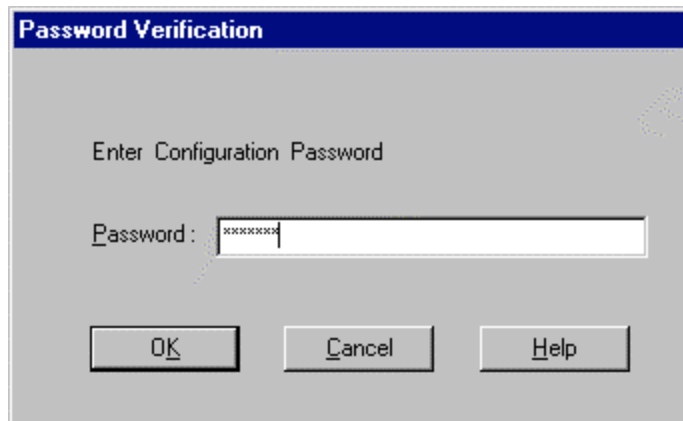 Password Verification
Enter Configuration Password
Password : *******
OK Cancel Help